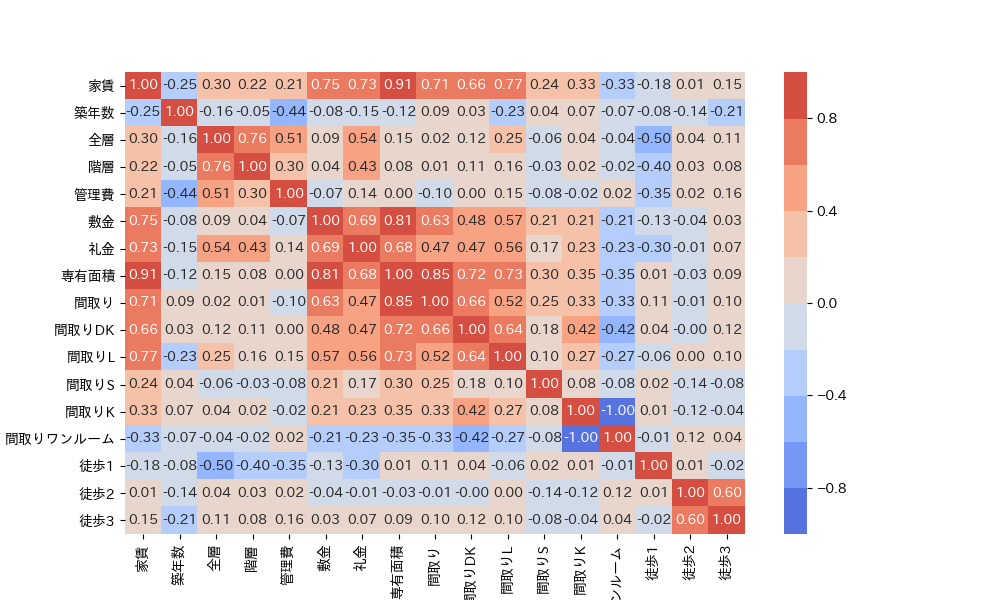 家賃 1.00 -0.25 0.30 0.22 0.21 0.75 0.73 0.91 0.71 0.66 0.77 0.24 0.33 -0.33 -0.18 0.01 0.15
築年数 -0.25 1.00 -0.16 -0.05 -0.44 -0.08 -0.15 -0.12 0.09 0.03 -0.23 0.04 0.07 -0.07 -0.08 -0.14 -0.21
全層 0.30 -0.16 1.00 0.76 0.51 0.09 0.54 0.15 0.02 0.12 0.25 -0.06 0.04 -0.04 -0.50 0.04 0.11
階層 0.22 -0.05 0.76 1.00 0.30 0.04 0.43 0.08 0.01 0.11 0.16 -0.03 0.02 -0.02 -0.40 0.03 0.08
管理費 0.21 -0.44 0.51 0.30 1.00 -0.07 0.14 0.00 -0.10 0.00 0.15 -0.08 -0.02 0.02 -0.35 0.02 0.16
敷金 0.75 -0.08 0.09 0.04 -0.07 1.00 0.69 0.81 0.63 0.48 0.57 0.21 0.21 -0.21 -0.13 -0.04 0.03
礼金 0.73 -0.15 0.54 0.43 0.14 0.69 1.00 0.68 0.47 0.47 0.56 0.17 0.23 -0.23 -0.30 -0.01 0.07
専有面積 0.91 -0.12 0.15 0.08 0.00 0.81 0.68 1.00 0.85 0.72 0.73 0.30 0.35 -0.35 0.01 -0.03 0.09
間取り 0.71 0.09 0.02 0.01 -0.10 0.63 0.47 0.85 1.00 0.66 0.52 0.25 0.33 -0.33 0.11 -0.01 0.10
間取りDK 0.66 0.03 0.12 0.11 0.00 0.48 0.47 0.72 0.66 1.00 0.64 0.18 0.42 -0.42 0.04 -0.00 0.12
間取りL 0.77 -0.23 0.25 0.16 0.15 0.57 0.56 0.73 0.52 0.64 1.00 0.10 0.27 -0.27 -0.06 0.00 0.10
間取りS 0.24 0.04 -0.06 -0.03 -0.08 0.21 0.17 0.30 0.25 0.18 0.10 1.00 0.08 -0.08 0.02 -0.14 -0.08
間取りK 0.33 0.07 0.04 0.02 -0.02 0.21 0.23 0.35 0.33 0.42 0.27 0.08 1.00 -1.00 0.01 -0.12 -0.04
間取りワンルーム -0.33 -0.07 -0.04 -0.02 0.02 -0.21 -0.23 -0.35 -0.33 -0.42 -0.27 -0.08 -1.00 1.00 -0.01 0.12 0.04
徒歩1 -0.18 -0.08 -0.50 -0.40 -0.35 -0.13 -0.30 0.01 0.11 0.04 -0.06 0.02 0.01 -0.01 1.00 0.01 -0.02
徒歩2 0.01 -0.14 0.04 0.03 0.02 -0.04 -0.01 -0.03 -0.01 -0.00 0.00 -0.14 -0.12 0.12 0.01 1.00 0.60
徒歩3 0.15 -0.21 0.11 0.08 0.16 0.03 0.07 0.09 0.10 0.12 0.10 -0.08 -0.04 0.04 -0.02 0.60 1.00
家賃
築年数
全層
階層
管理費
敷金
礼金
専有面積
間取り
間取りDK
間取りL
間取りS
間取りK
ンルーム
徒歩1
徒歩2
徒歩3
0.8
0.4
0.0
−0.4
−0.8